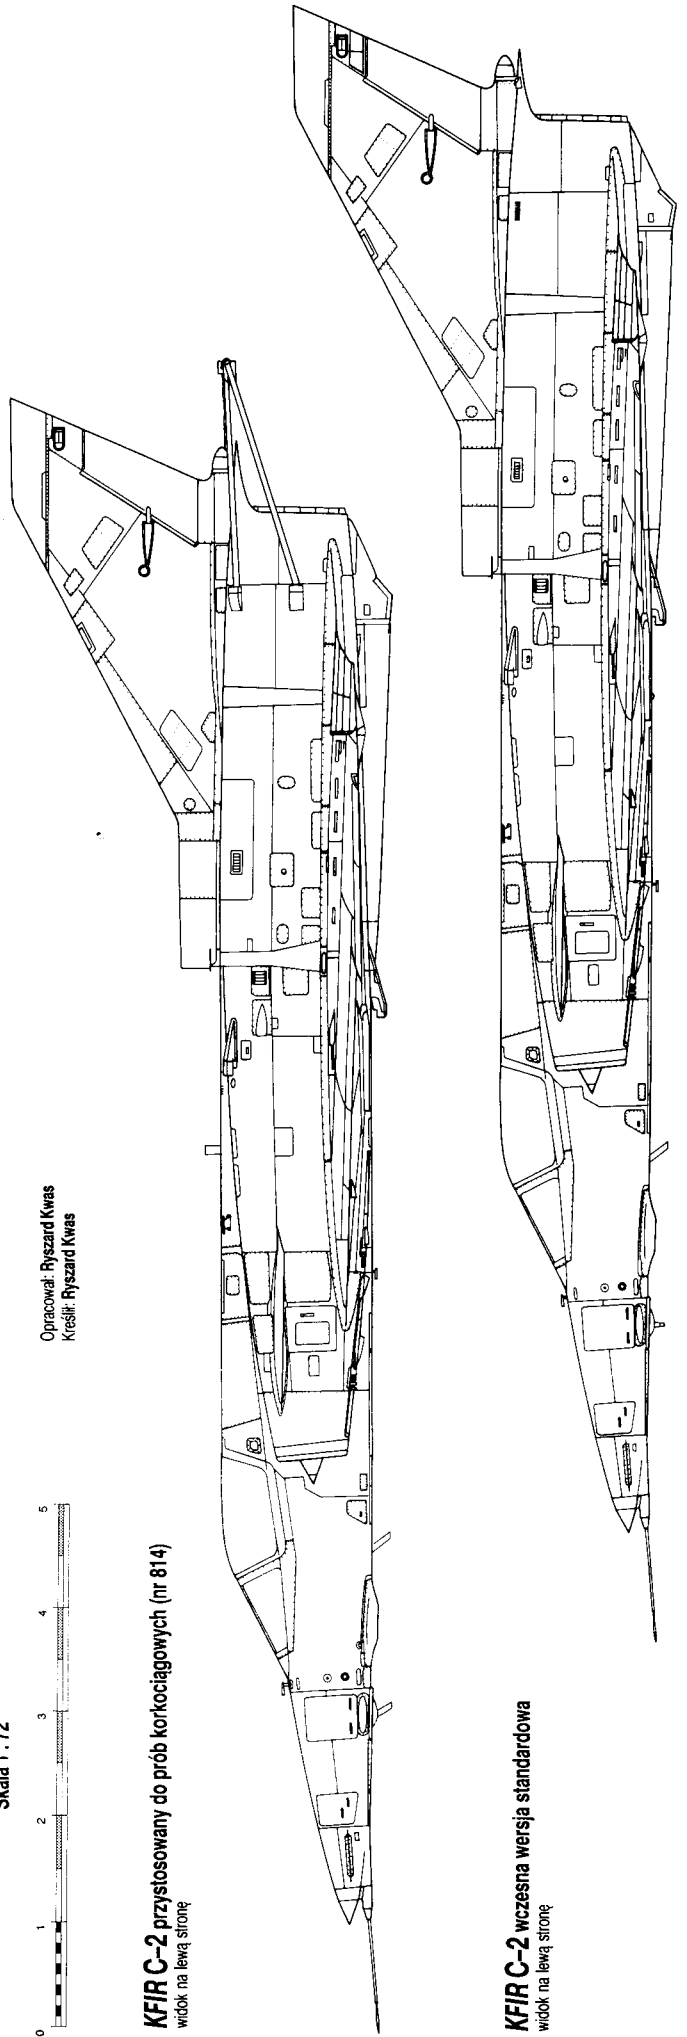 Skala 1 : 72
0 1 2 3 4 5
Opracował: Ryszard Kwas
Kreślił: Ryszard Kwas
KFIR C-2 przystosowany do prób korkociągowych (nr 814)
widok na lewą stronę
KFIR C-2 wczesna wersja standardowa
widok na lewą stronę